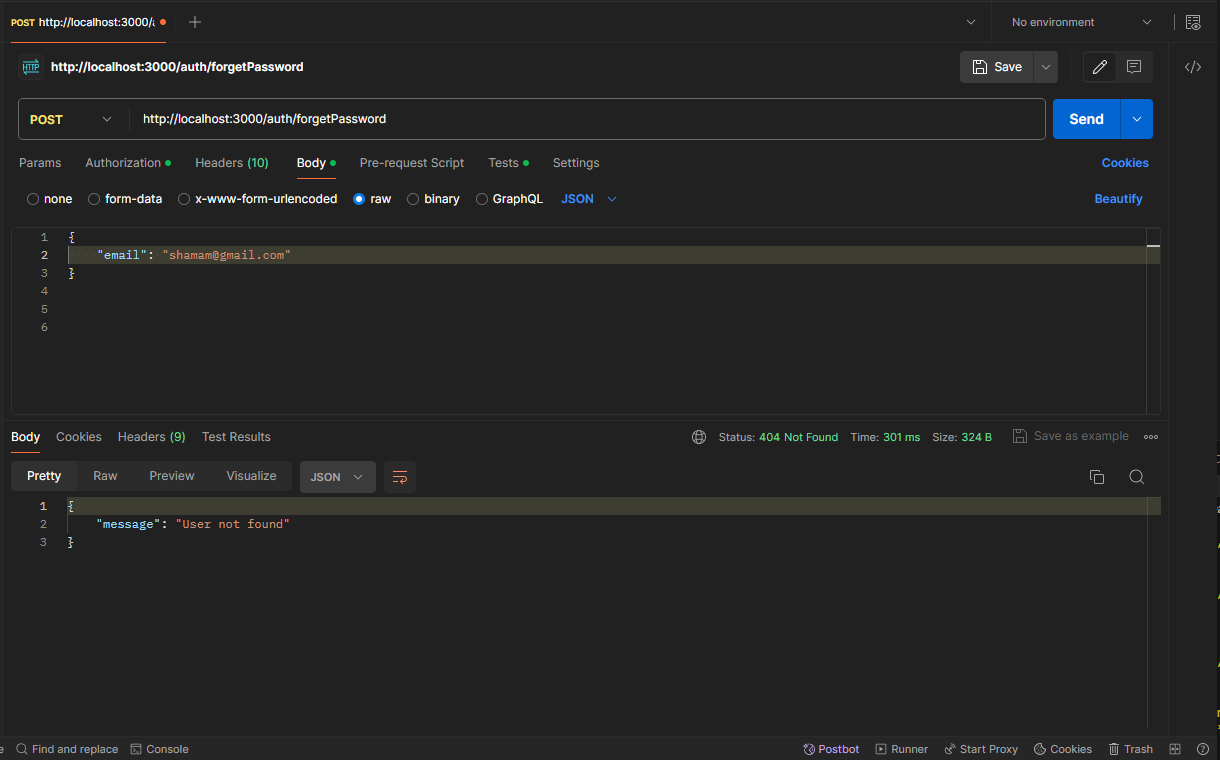 POST http://localhost:3000/a
No environment
HTTP http://localhost:3000/auth/forgetPassword
Save
POST http://localhost:3000/auth/forgetPassword
Send
Params Authorization Headers (10) Body Pre-request Script Tests Settings Cookies
none form-data x-www-form-urlencoded raw binary GraphQL JSON Beautify
1 {
2 "email": "shamam@gmail.com"
3 }
4
5
6
Body Cookies Headers (9) Test Results Status: 404 Not Found Time: 301 ms Size: 324 B Save as example
Pretty Raw Preview Visualize JSON
1 {
2 "message": "User not found"
3 }
Find and replace Console Postbot Runner Start Proxy Cookies Trash